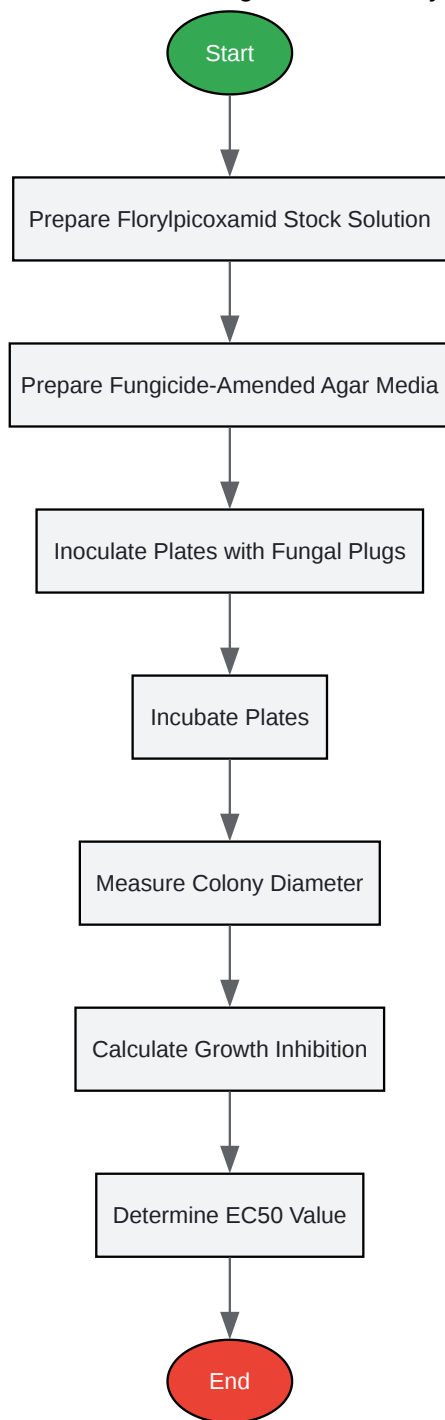 Start
Prepare Florylpicoxamid Stock Solution
Prepare Fungicide-Amended Agar Media
Inoculate Plates with Fungal Plugs
Incubate Plates
Measure Colony Diameter
Calculate Growth Inhibition
Determine EC50 Value
End